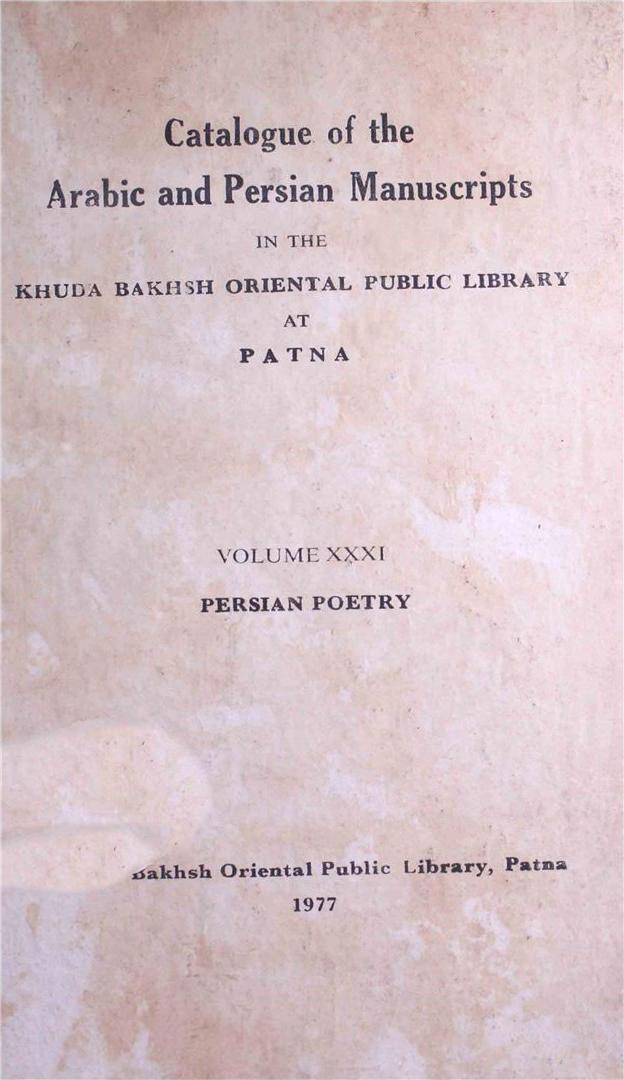 Catalogue of the
Arabic and Persian Manuscripts
IN THE
KHUDA BAKHSH ORIENTAL PUBLIC LIBRARY
AT
PATNA
VOLUME XXXI
PERSIAN POETRY
Bakhsh Oriental Public Library, Patna
1977